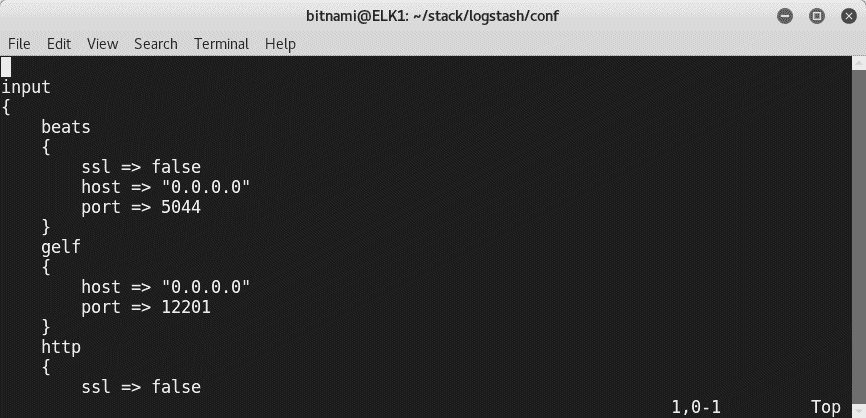 bitnami@ELK1: ~/stack/logstash/conf
File Edit View Search Terminal Help
input
{
    beats
    {
        ssl => false
        host => "0.0.0.0"
        port => 5044
    }
    gelf
    {
        host => "0.0.0.0"
        port => 12201
    }
    http
    {
        ssl => false
1,0-1 Top